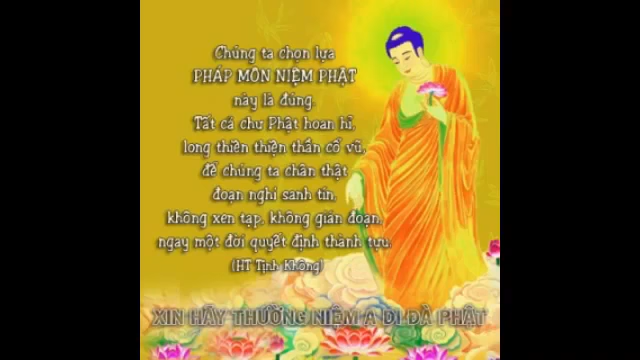 Chúng ta chọn lựa
PHÁP MÔN NIỆM PHẬT
này là đúng.
Tất cả chư Phật hoan hỉ,
long thiên thiện thần cổ vũ,
để chúng ta chân thật
đoạn nghi sanh tín,
không xen tạp, không gián đoạn,
ngay một đời quyết định thành tựu.
(HT Tịnh Không)
XIN HÃY THƯỜNG NIỆM A DI ĐÀ PHẬT